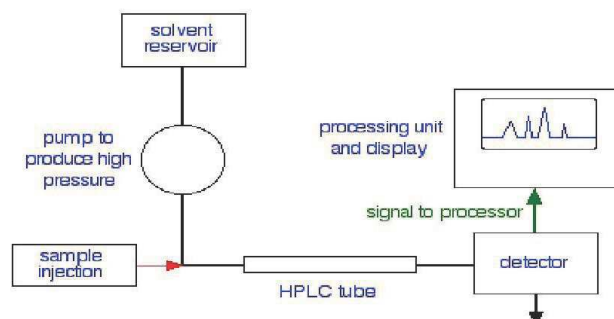 solvent
reservoir
pump to
produce high
pressure
processing unit
and display
signal to processor
sample
injection
HPLC tube
detector